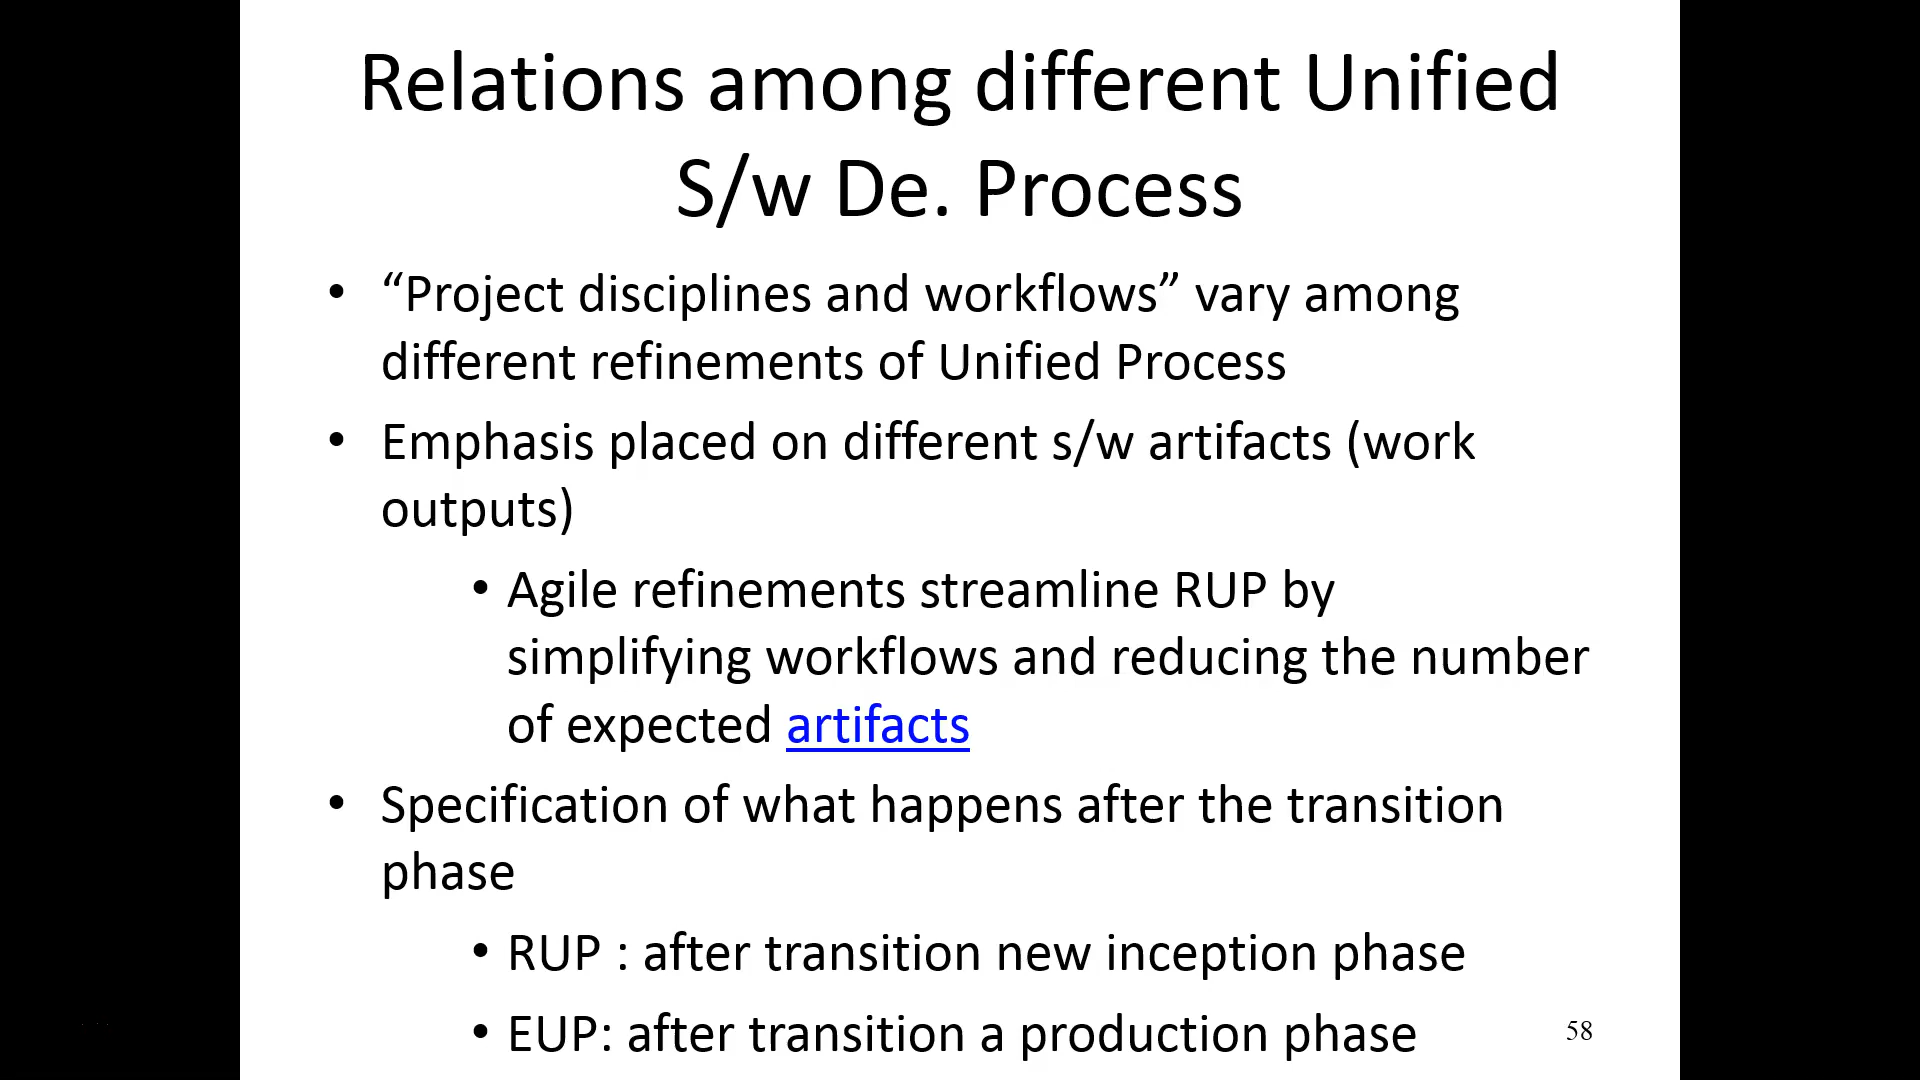 Relations among different Unified
S/w De. Process
• “Project disciplines and workflows” vary among
different refinements of Unified Process
• Emphasis placed on different s/w artifacts (work
outputs)
• Agile refinements streamline RUP by
simplifying workflows and reducing the number
of expected artifacts
• Specification of what happens after the transition
phase
• RUP : after transition new inception phase
• EUP: after transition a production phase
58